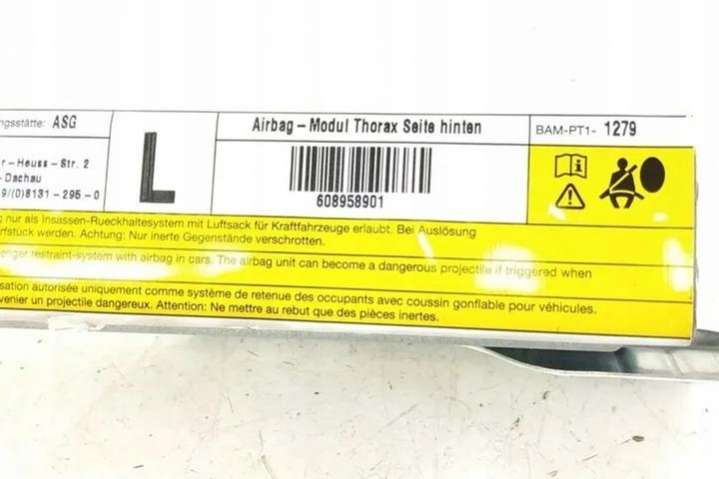 ngsstätte: ASG
r-Heuss-Str. 2
- Dachau
9/(0)8131-295-0
L
Airbag-Modul Thorax Seite hinten
608958901
BAM-PT1- 1279
g nur als Insassen-Rueckhaltesystem mit Luftsack für Kraftfahrzeuge erlaubt. Bei Auslösung
rfstück werden. Achtung: Nur inerte Gegenstände verschrotten.
enger restraint-system with airbag in cars. The airbag unit can become a dangerous projectile if triggered when
sation autorisée uniquement comme système de retenue des occupants avec coussin gonflable pour véhicules.
venir un projectile dangereux. Attention: Ne mettre au rebut que des pièces inertes.